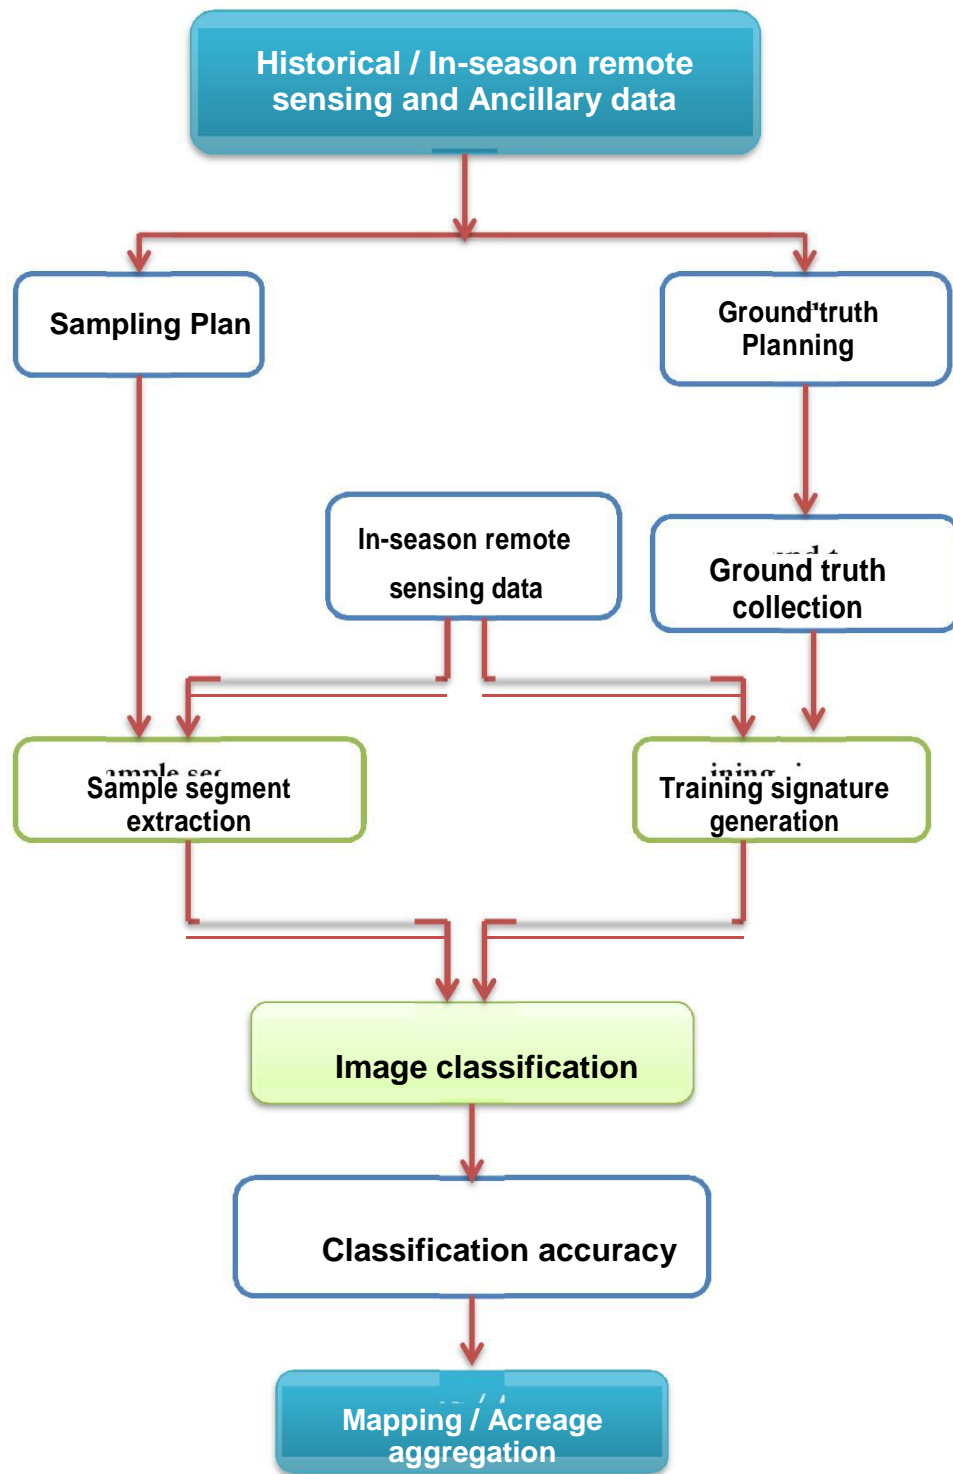 Historical / In-season remote
sensing and Ancillary data
Sampling Plan
Ground truth
Planning
In-season remote
sensing data
Ground truth
collection
Sample segment
extraction
Training signature
generation
Image classification
Classification accuracy
Mapping / Acreage
aggregation